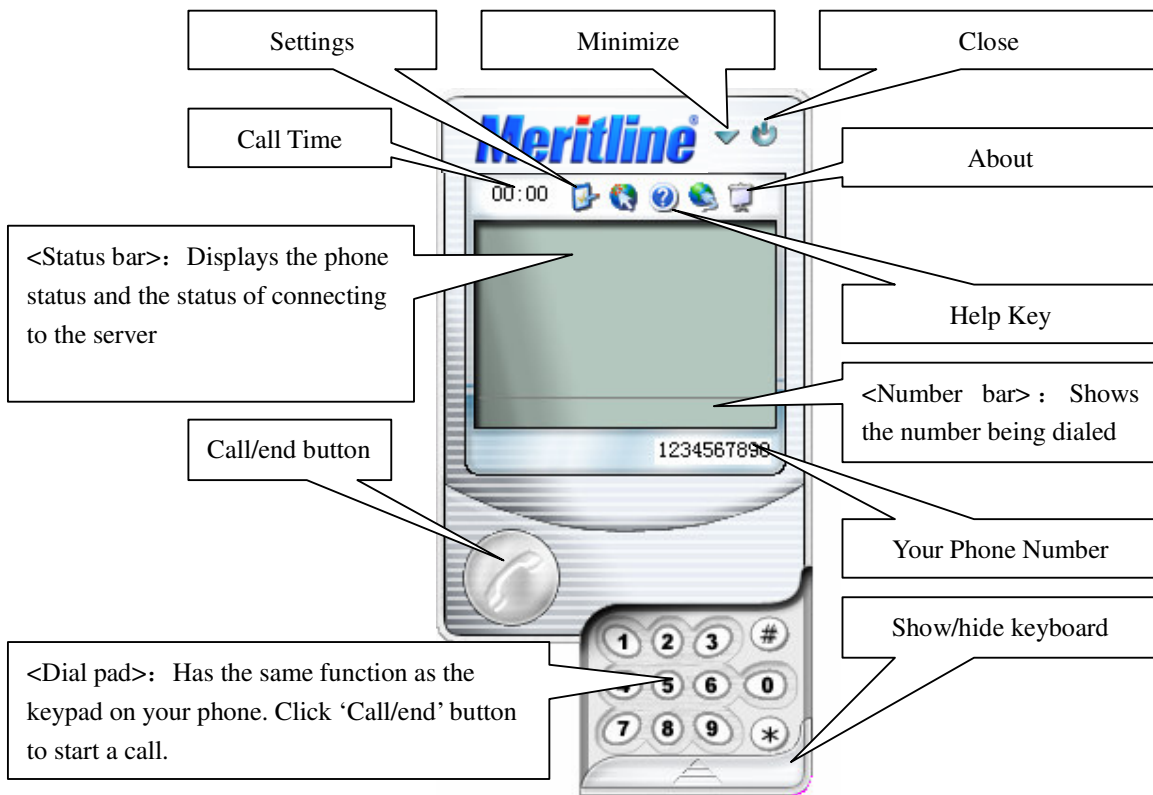 Settings
Minimize
Close
Call Time
Meritline®
About
00:00
<Status bar>：Displays the phone
status and the status of connecting
to the server
Help Key
<Number bar>：Shows
the number being dialed
Call/end button
1234567890
Your Phone Number
Show/hide keyboard
<Dial pad>：Has the same function as the
keypad on your phone. Click ‘Call/end’ button
to start a call.
1 2 3 #
4 5 6 0
7 8 9 *